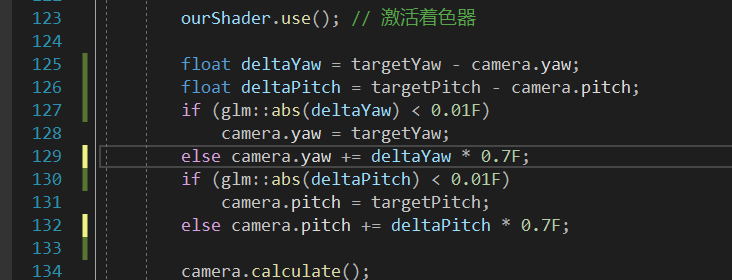 123 ourShader.use(); // 激活着色器
124
125 float deltaYaw = targetYaw - camera.yaw;
126 float deltaPitch = targetPitch - camera.pitch;
127 if (glm::abs(deltaYaw) < 0.01F)
128 camera.yaw = targetYaw;
129 else camera.yaw += deltaYaw * 0.7F;
130 if (glm::abs(deltaPitch) < 0.01F)
131 camera.pitch = targetPitch;
132 else camera.pitch += deltaPitch * 0.7F;
133
134 camera.calculate();